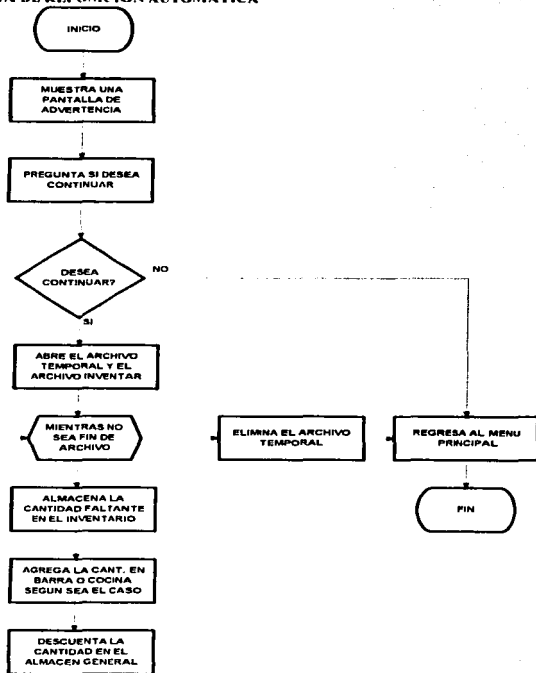 AUTOMATICA
INICIO
MUESTRA UNA
PANTALLA DE
ADVERTENCIA
PREGUNTA SI DESEA
CONTINUAR
DESEA
CONTINUAR?
NO
SI
ABRE EL ARCHIVO
TEMPORAL Y EL
ARCHIVO INVENTAR
MIENTRAS NO
SEA FIN DE
ARCHIVO
ELIMINA EL ARCHIVO
TEMPORAL
REGRESA AL MENU
PRINCIPAL
FIN
ALMACENA LA
CANTIDAD FALTANTE
EN EL INVENTARIO
AGREGA LA CANT. EN
BARRA O COCINA
SEGUN SEA EL CASO
DESCUENTA LA
CANTIDAD EN EL
ALMACEN GENERAL